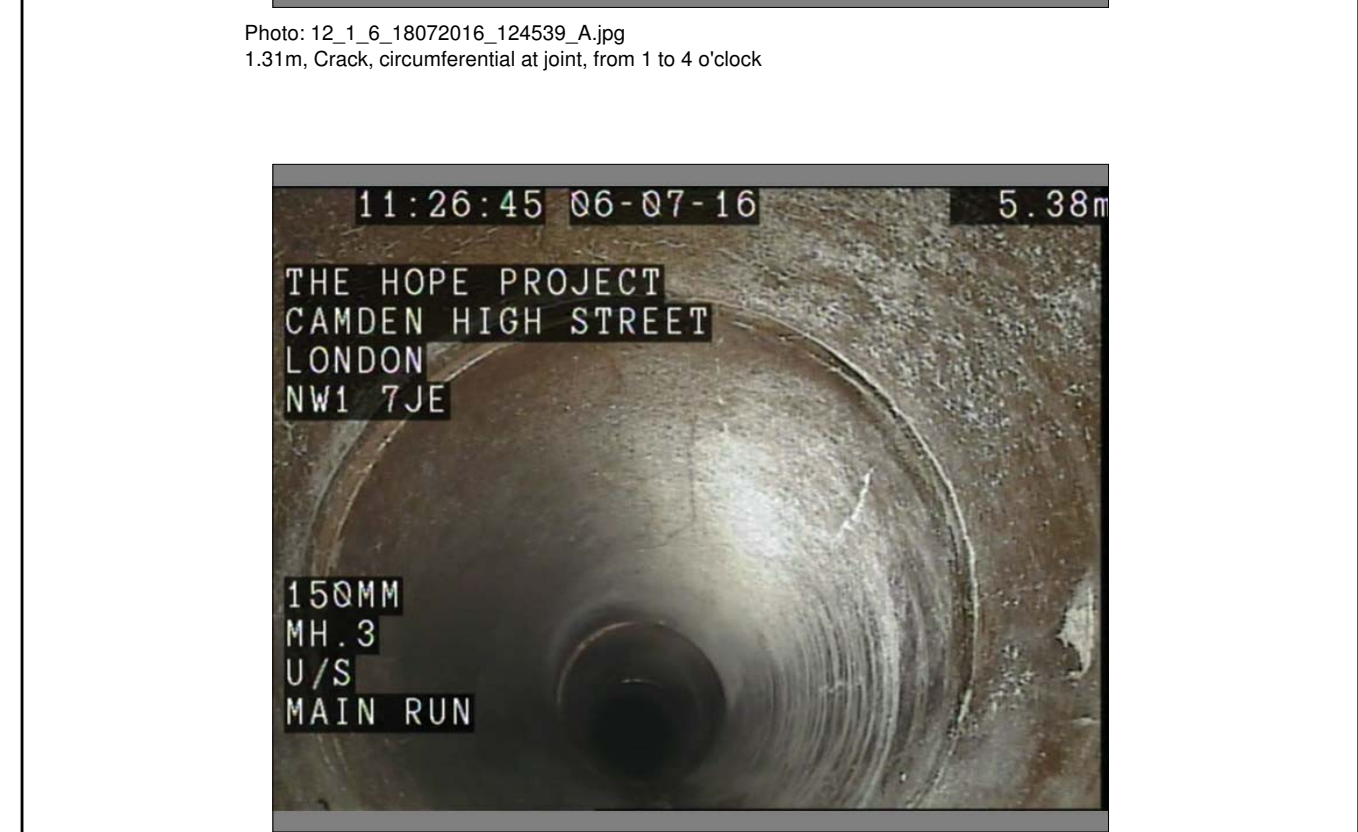 Photo: 12_1_6_18072016_124539_A.jpg
1.31m, Crack, circumferential at joint, from 1 to 4 o'clock
11:26:45 06-07-16 5.38m
THE HOPE PROJECT
CAMDEN HIGH STREET
LONDON
NW1 7JE
150MM
MH.3
U/S
MAIN RUN